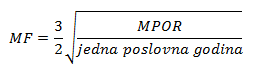 MF = 3/2 √(MPOR / jedna poslovna godina)